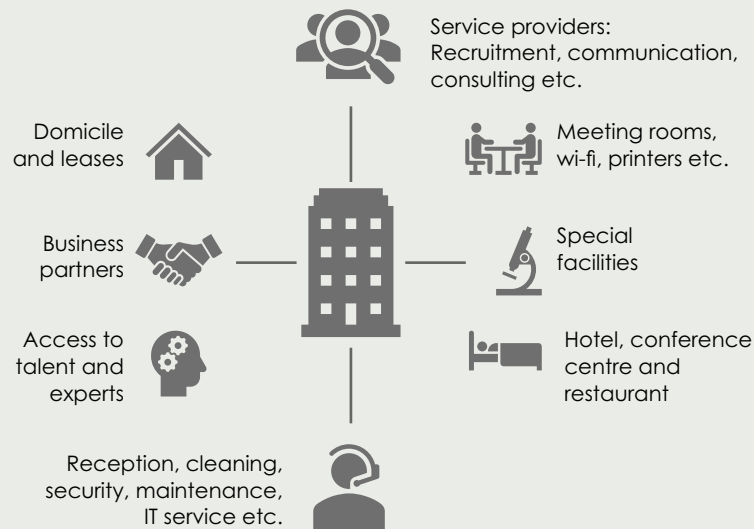 Service providers:
Recruitment, communication,
consulting etc.
Domicile
and leases
Meeting rooms,
wi-fi, printers etc.
Business
partners
Special
facilities
Access to
talent and
experts
Hotel, conference
centre and
restaurant
Reception, cleaning,
security, maintenance,
IT service etc.